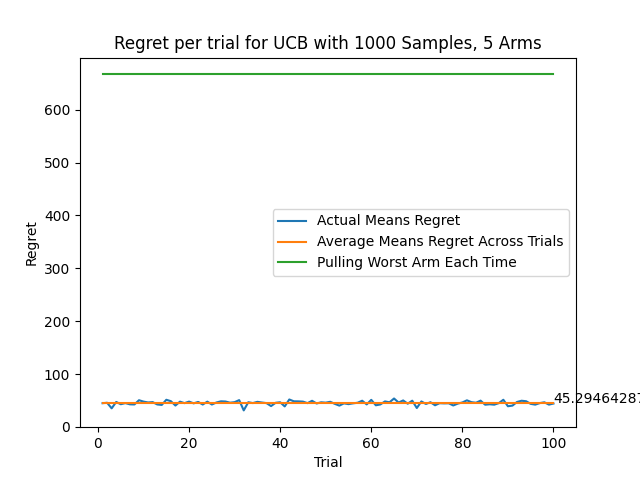 Regret per trial for UCB with 1000 Samples, 5 Arms
Regret
600
500
400
300
200
100
0
Actual Means Regret
Average Means Regret Across Trials
Pulling Worst Arm Each Time
45.29464287
0
20
40
60
80
100
Trial